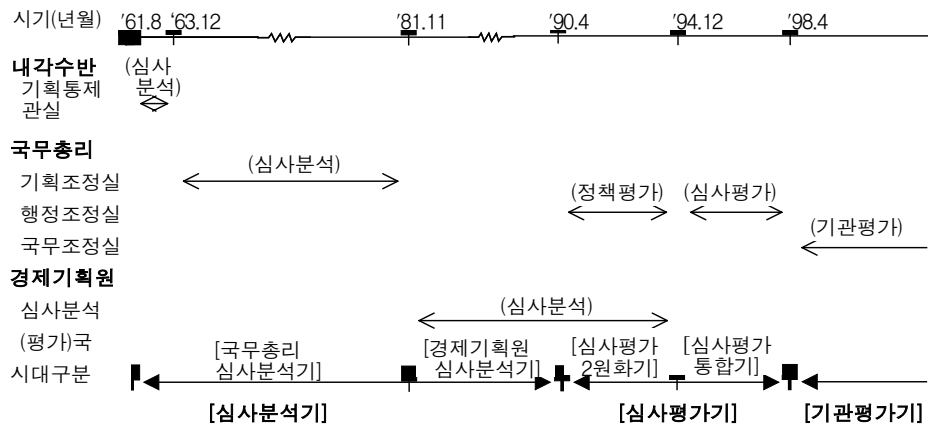 시기(년월) '61.8 ‘63.12 '81.11 '90.4 '94.12 '98.4
내각수반 (심사
기획통제 분석)
관실
국무총리
기획조정실 (심사분석)
행정조정실 (정책평가) (심사평가)
국무조정실 (기관평가)
경제기획원
심사분석 (심사분석)
(평가)국
시대구분 [국무총리 [경제기획원 [심사평가 [심사평가
심사분석기] 심사분석기] 2원화기] 통합기]
[심사분석기] [심사평가기] [기관평가기]